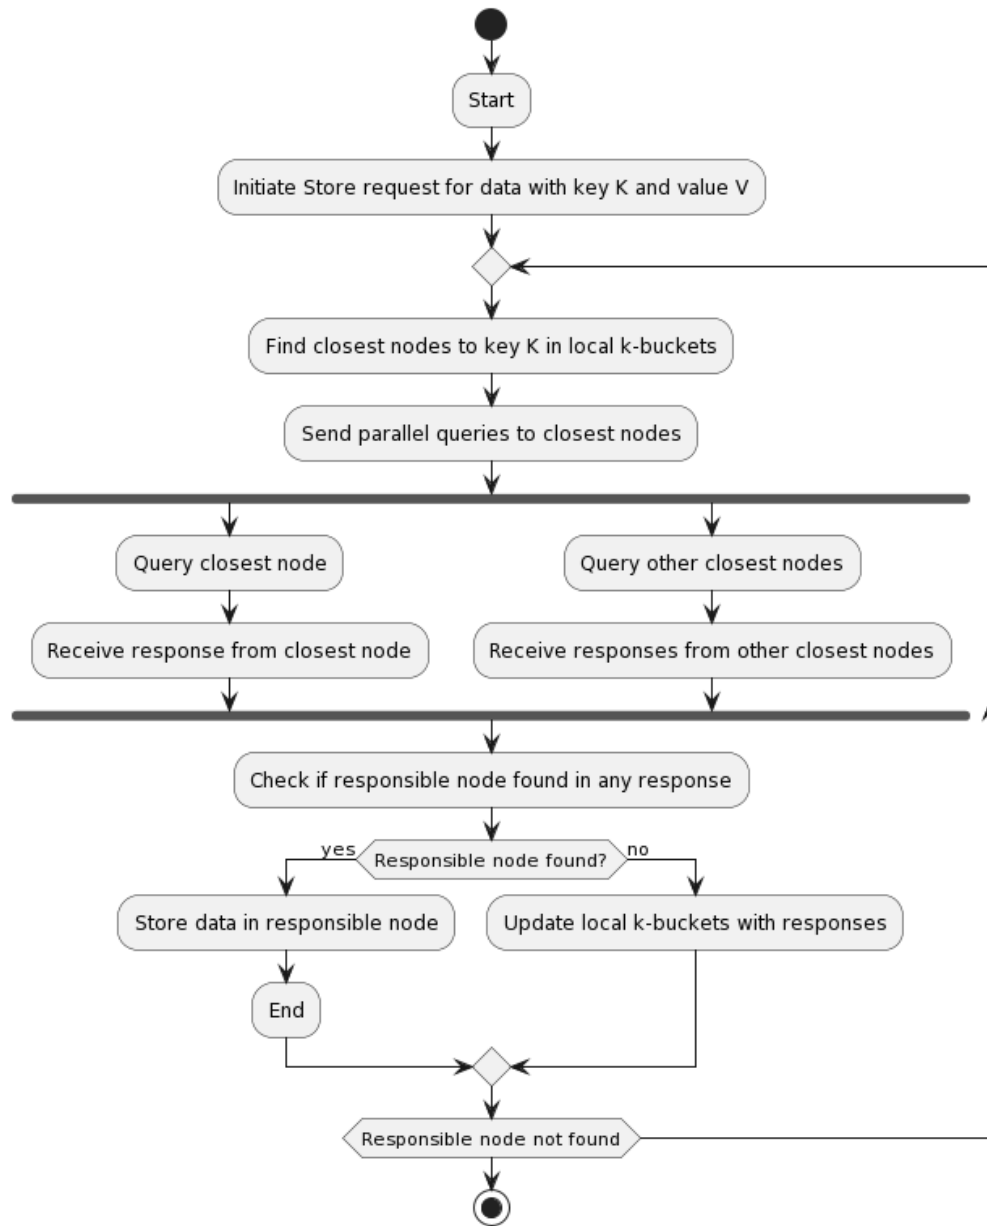 Start
Initiate Store request for data with key K and value V
Find closest nodes to key K in local k-buckets
Send parallel queries to closest nodes
Query closest node
Query other closest nodes
Receive response from closest node
Receive responses from other closest nodes
Check if responsible node found in any response
yes
Responsible node found?
no
Store data in responsible node
Update local k-buckets with responses
End
Responsible node not found